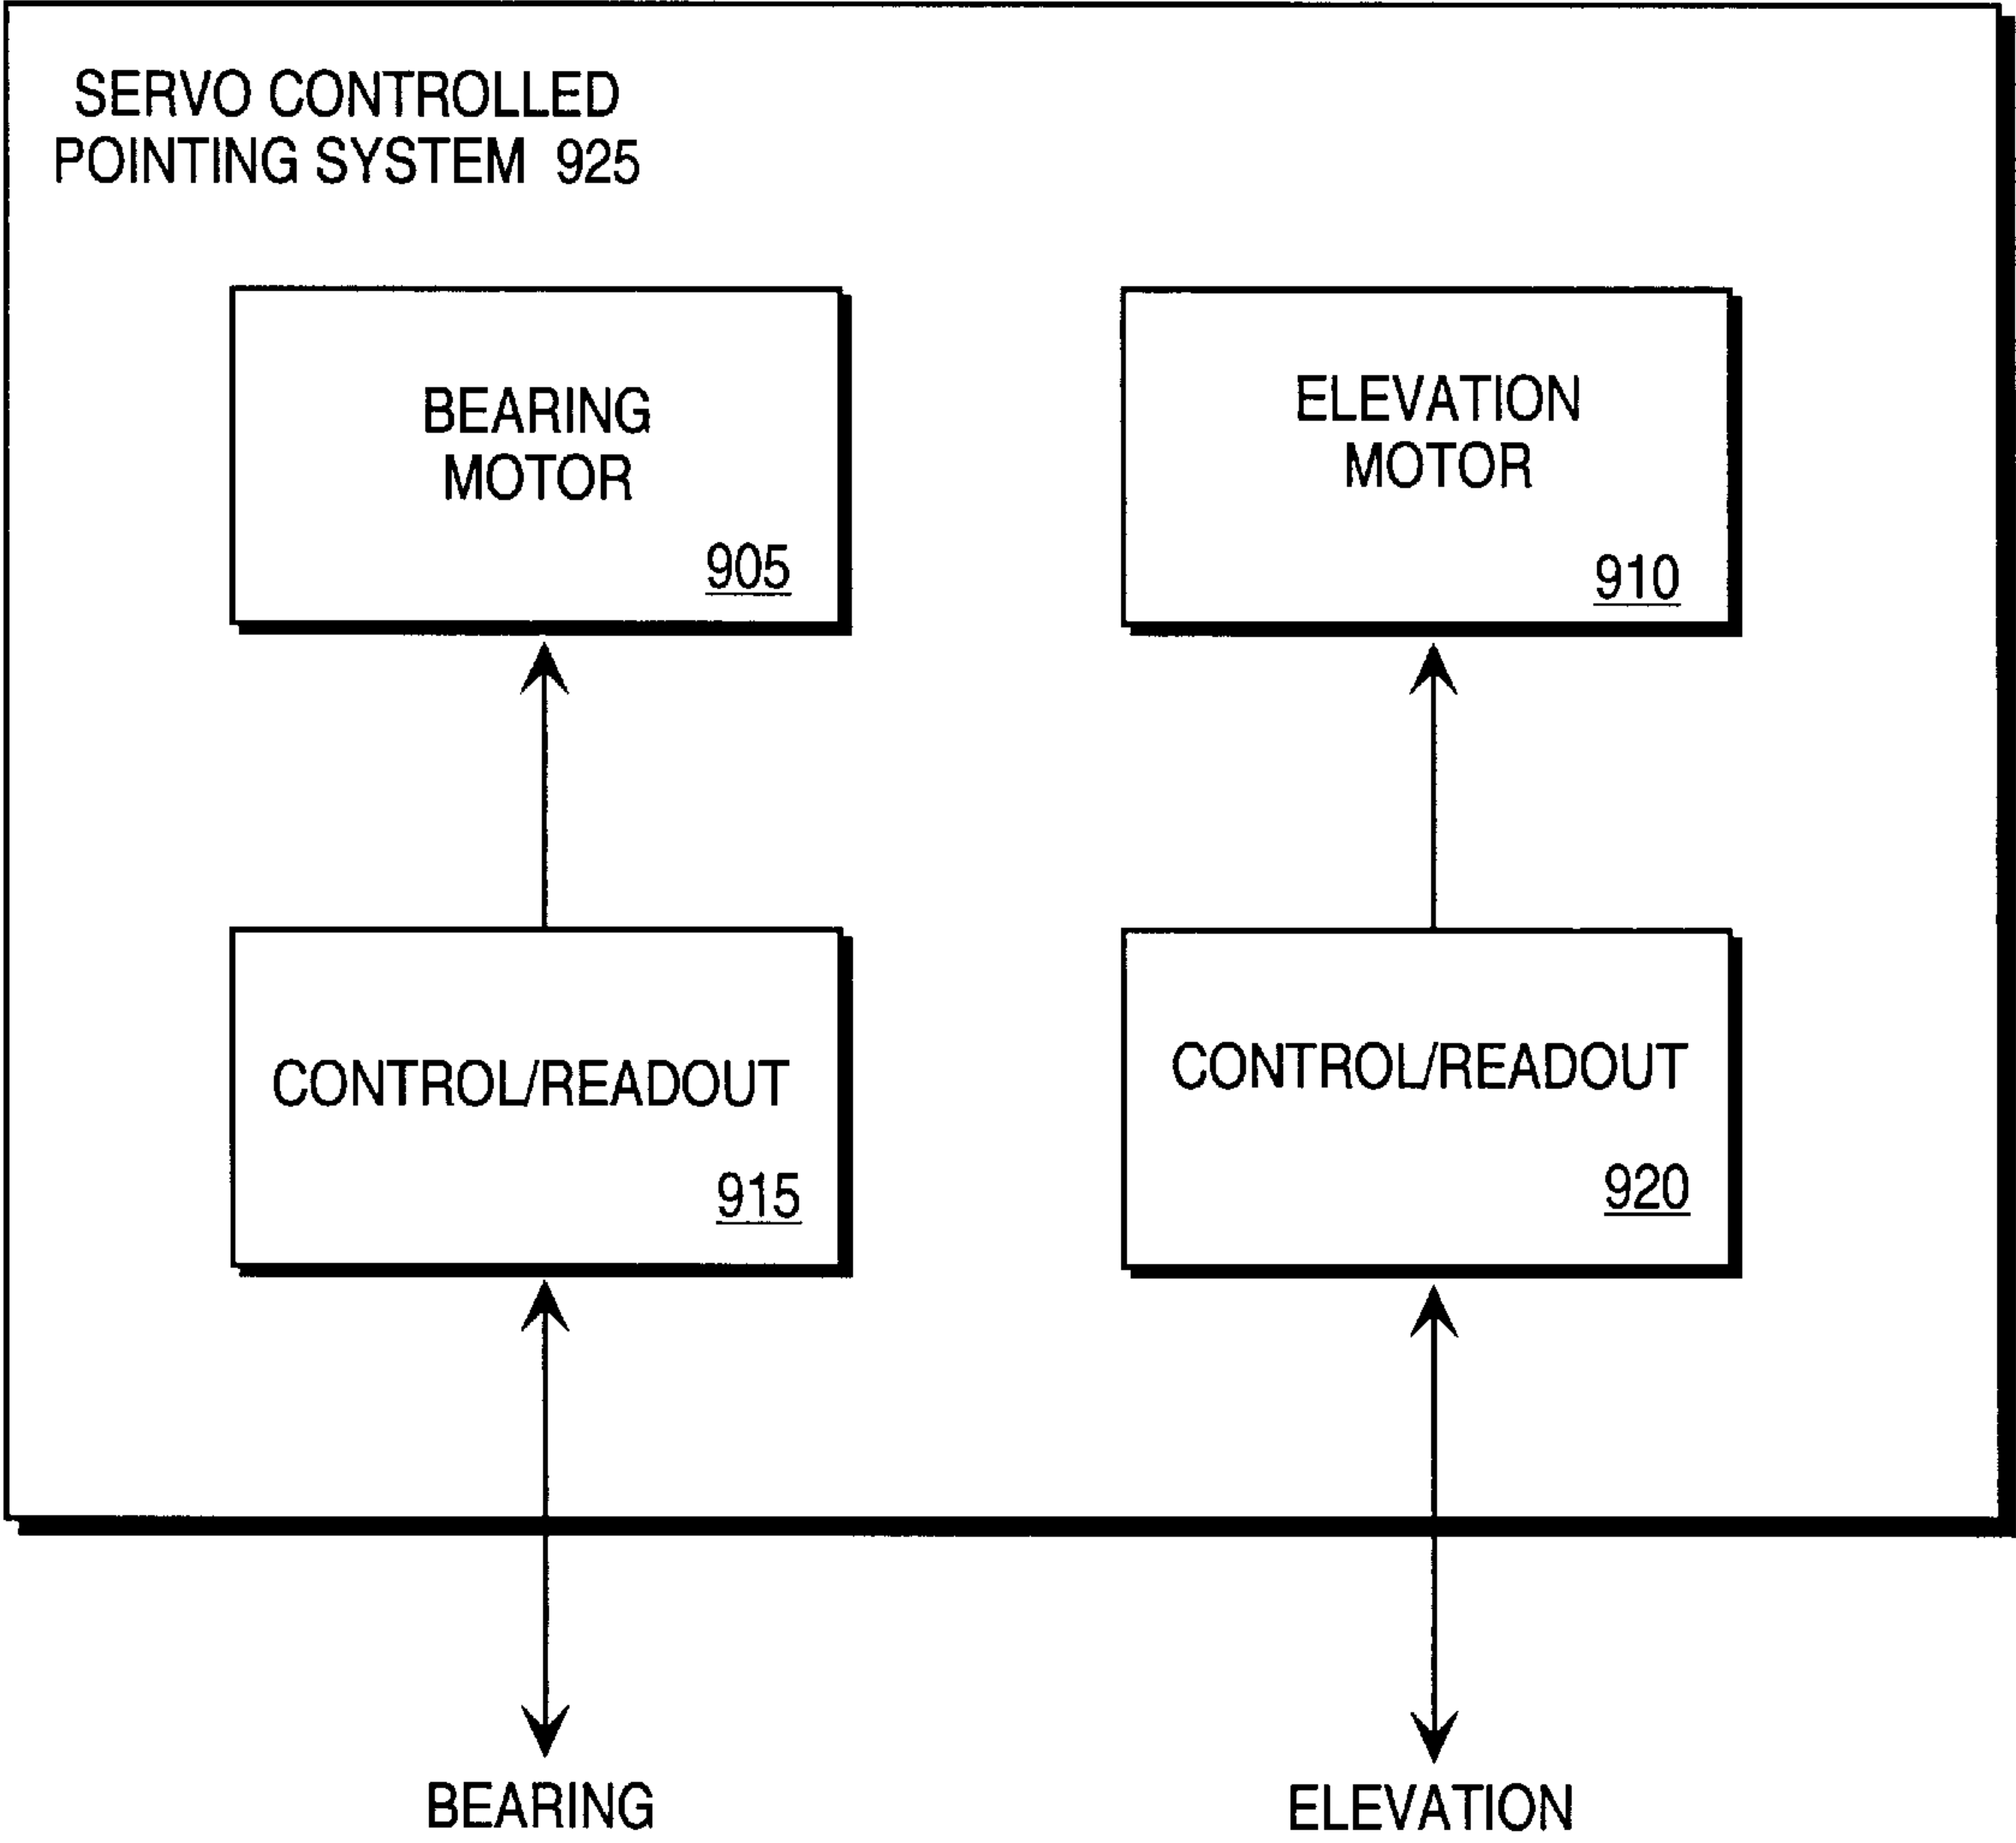 SERVO CONTROLLED
POINTING SYSTEM 925
BEARING
MOTOR
905
ELEVATION
MOTOR
910
CONTROL/READOUT
915
CONTROL/READOUT
920
BEARING
ELEVATION